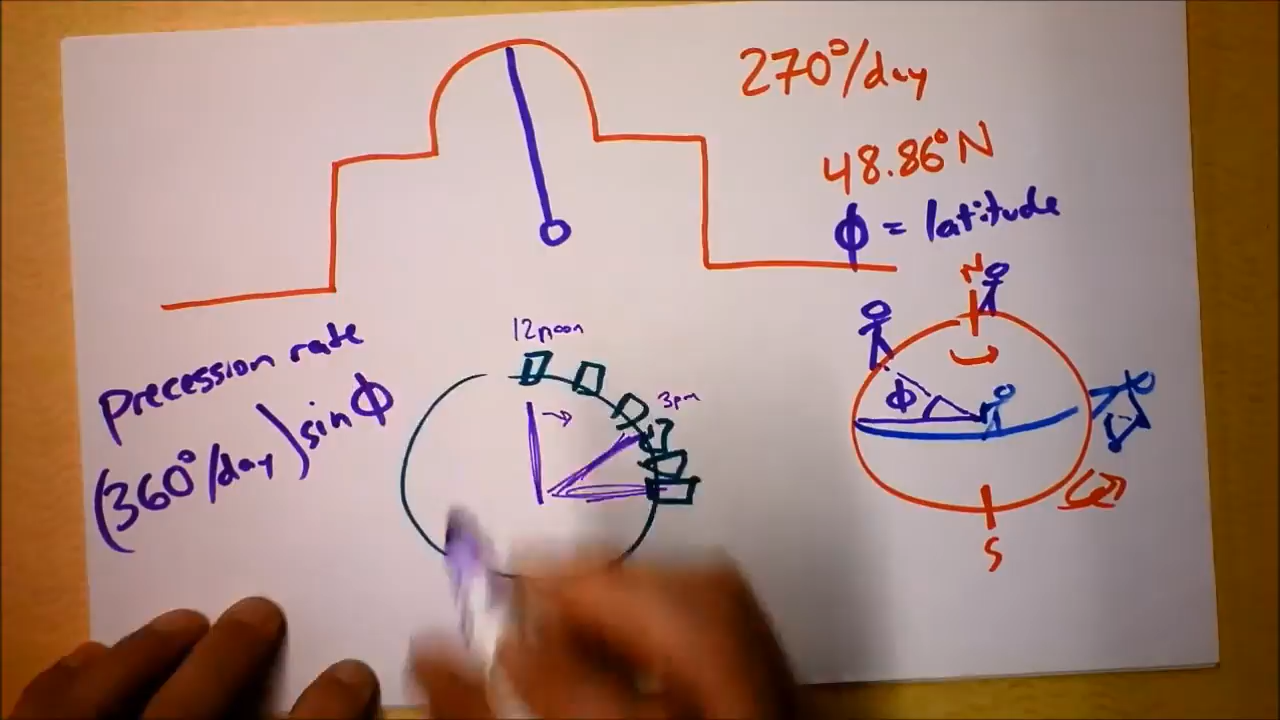 270°/day
48.86°N
ϕ = latitude
N
12 noon
3pm
precession rate
(360°/day) sin ϕ
ϕ
S